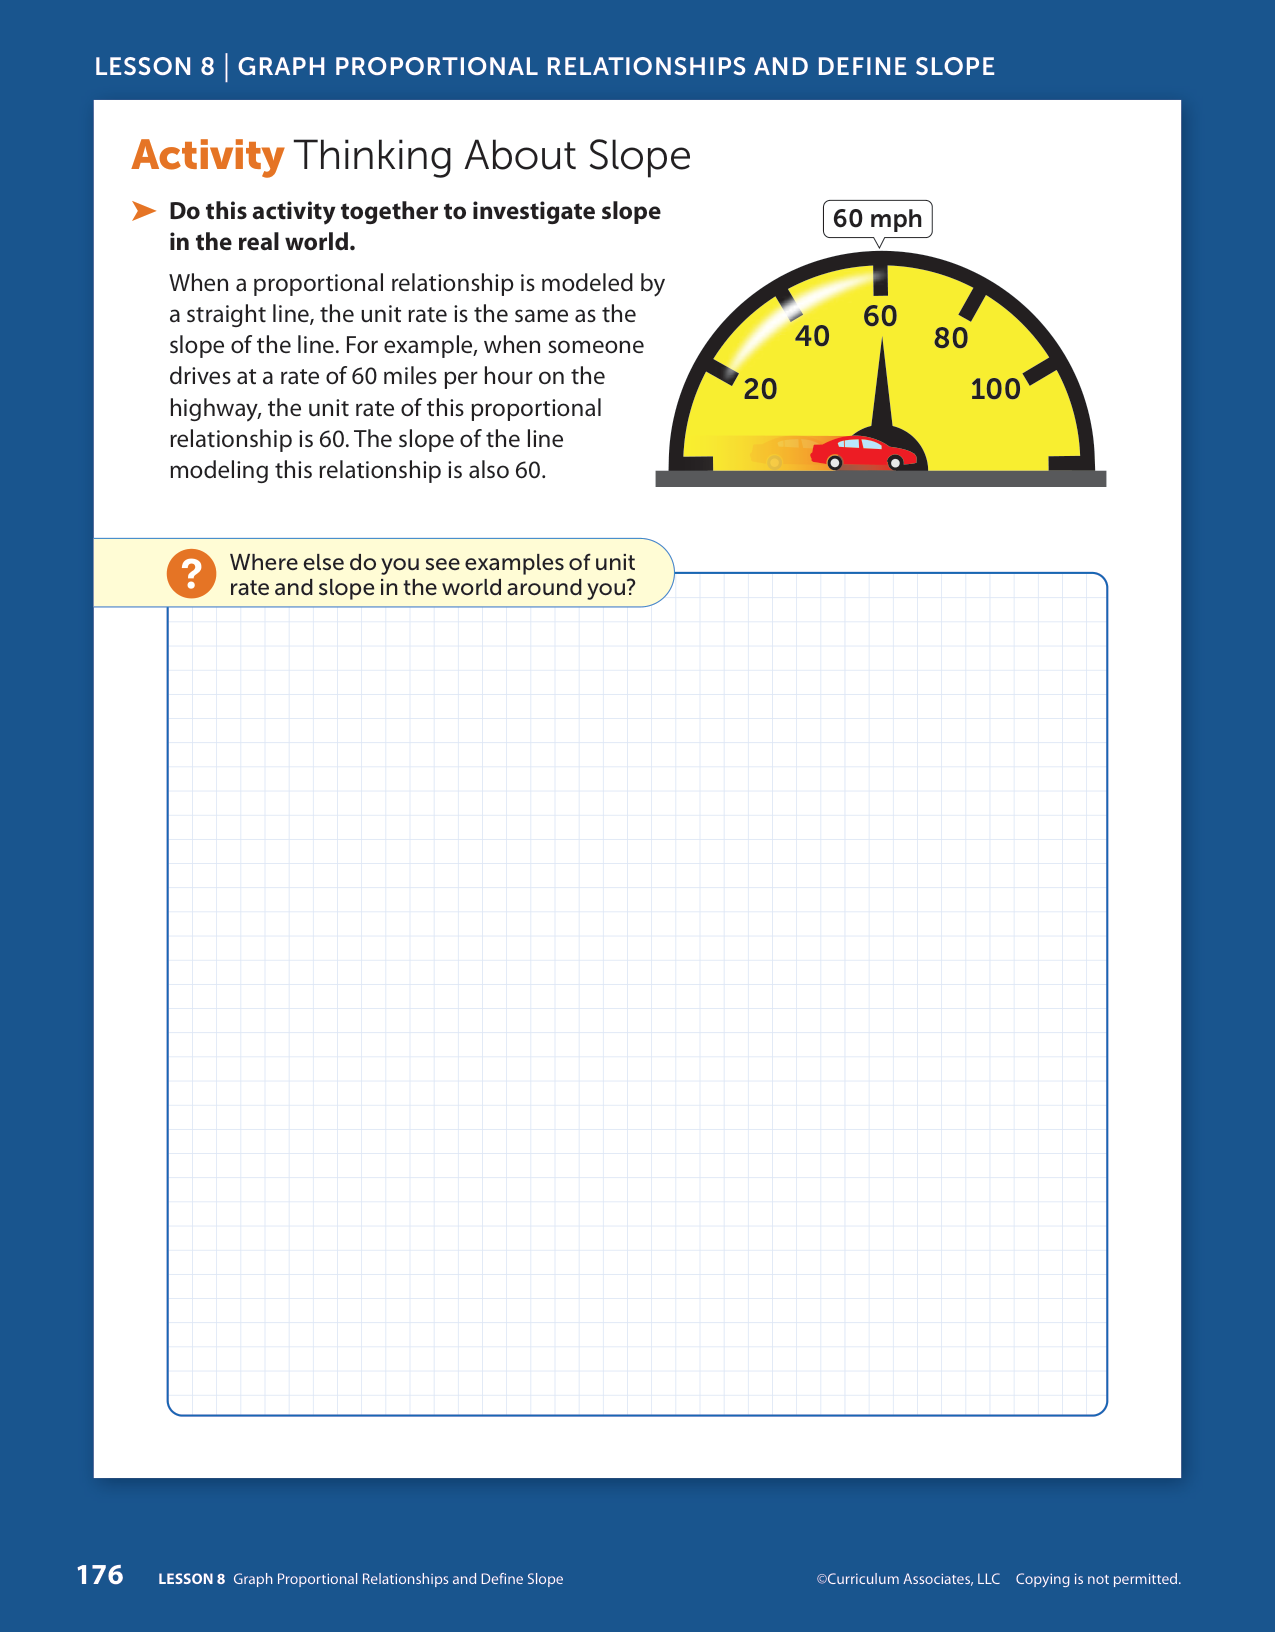 LESSON 8 | GRAPH PROPORTIONAL RELATIONSHIPS AND DEFINE SLOPE
Activity Thinking About Slope
Do this activity together to investigate slope
in the real world.
When a proportional relationship is modeled by
a straight line, the unit rate is the same as the
slope of the line. For example, when someone
drives at a rate of 60 miles per hour on the
highway, the unit rate of this proportional
relationship is 60. The slope of the line
modeling this relationship is also 60.
60 mph
20
40
60
80
100
?
Where else do you see examples of unit
rate and slope in the world around you?
176 LESSON 8 Graph Proportional Relationships and Define Slope
©Curriculum Associates, LLC Copying is not permitted.